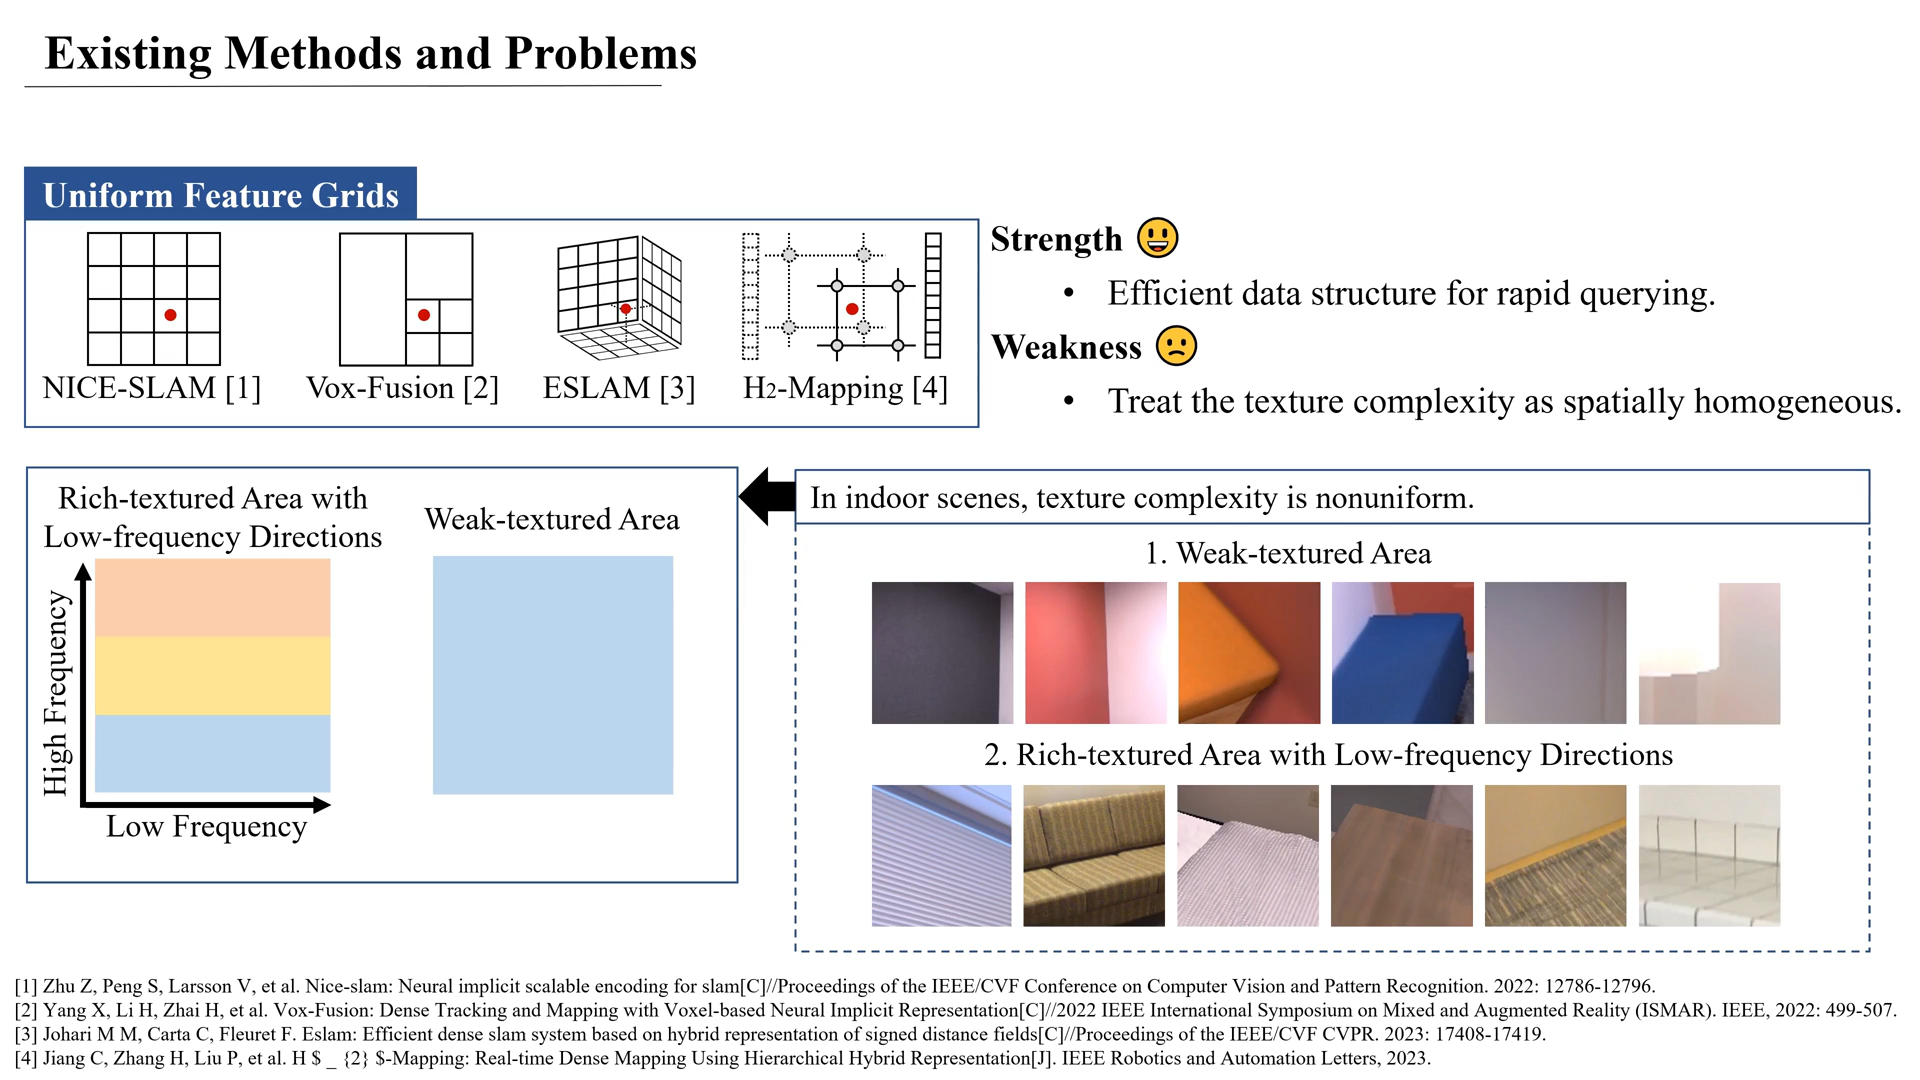 Existing Methods and Problems
Uniform Feature Grids
NICE-SLAM [1]
Vox-Fusion [2]
ESLAM [3]
H2-Mapping [4]
Strength
• Efficient data structure for rapid querying.
Weakness
• Treat the texture complexity as spatially homogeneous.
Rich-textured Area with
Low-frequency Directions
High Frequency
Low Frequency
Weak-textured Area
In indoor scenes, texture complexity is nonuniform.
1. Weak-textured Area
2. Rich-textured Area with Low-frequency Directions
[1] Zhu Z, Peng S, Larsson V, et al. Nice-slam: Neural implicit scalable encoding for slam[C]//Proceedings of the IEEE/CVF Conference on Computer Vision and Pattern Recognition. 2022: 12786-12796.
[2] Yang X, Li H, Zhai H, et al. Vox-Fusion: Dense Tracking and Mapping with Voxel-based Neural Implicit Representation[C]//2022 IEEE International Symposium on Mixed and Augmented Reality (ISMAR). IEEE, 2022: 499-507.
[3] Johari M M, Carta C, Fleuret F. Eslam: Efficient dense slam system based on hybrid representation of signed distance fields[C]//Proceedings of the IEEE/CVF CVPR. 2023: 17408-17419.
[4] Jiang C, Zhang H, Liu P, et al. H $ _ {2} $-Mapping: Real-time Dense Mapping Using Hierarchical Hybrid Representation[J]. IEEE Robotics and Automation Letters, 2023.